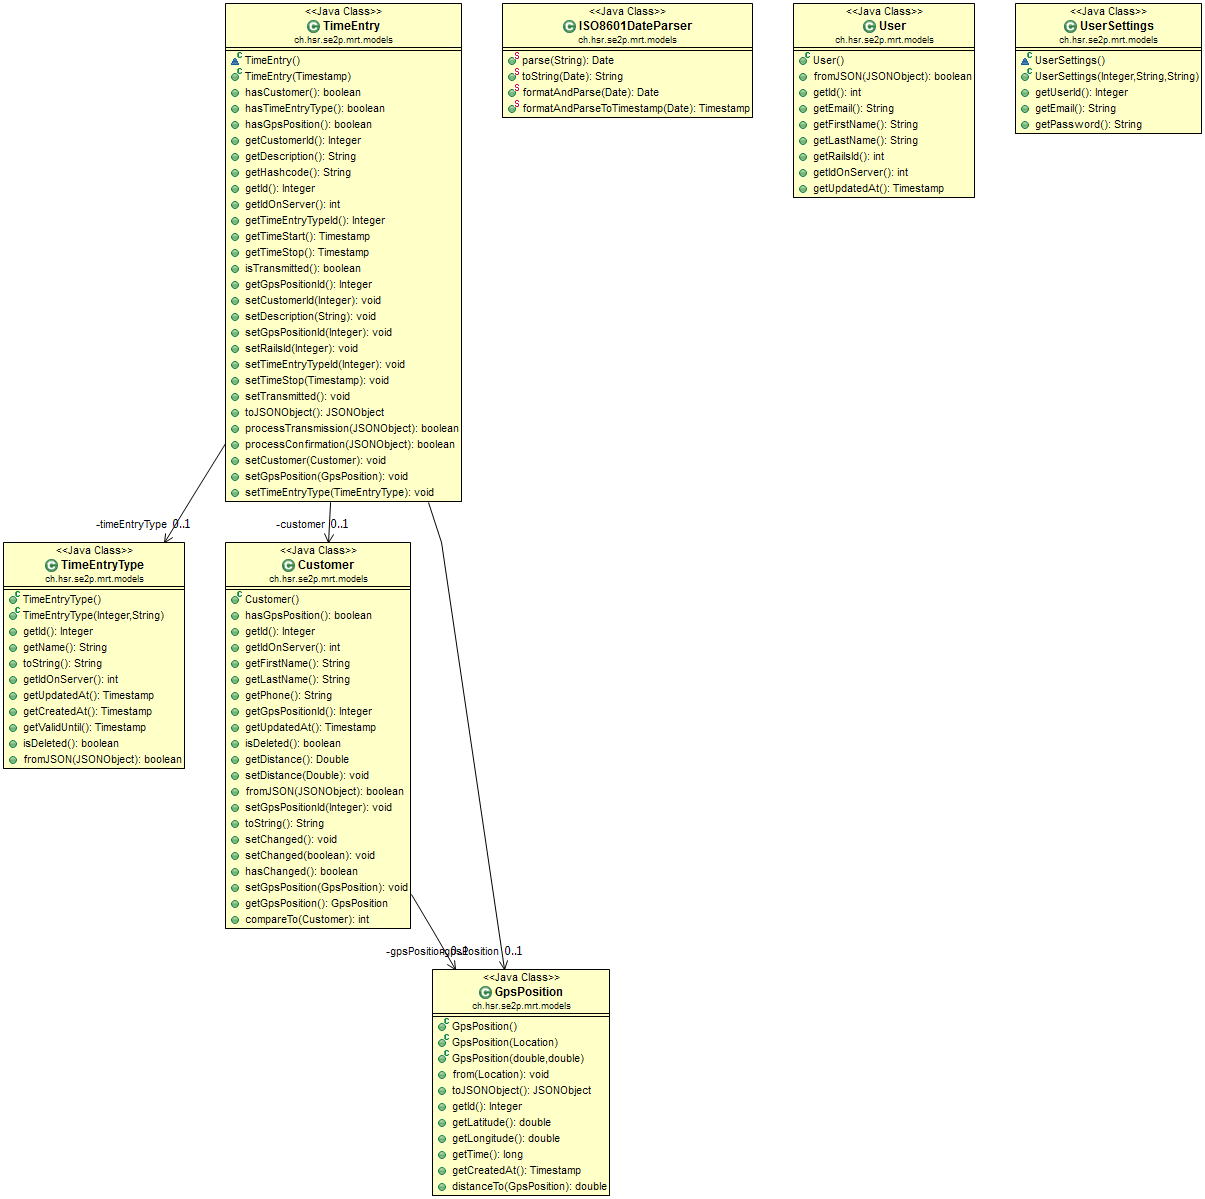 <<Java Class>>
TimeEntry
ch.hsr.se2p.mrt.models
TimeEntry()
TimeEntry(Timestamp)
hasCustomer(): boolean
hasTimeEntryType(): boolean
hasGpsPosition(): boolean
getCustomerId(): Integer
getDescription(): String
getHashcode(): String
getId(): Integer
getIdOnServer(): int
getTimeEntryTypeId(): Integer
getTimeStart(): Timestamp
getTimeStop(): Timestamp
isTransmitted(): boolean
getGpsPositionId(): Integer
setCustomerId(Integer): void
setDescription(String): void
setGpsPositionId(Integer): void
setRailsId(Integer): void
setTimeEntryTypeId(Integer): void
setTimeStop(Timestamp): void
setTransmitted(): void
toJSONObject(): JSONObject
processTransmission(JSONObject): boolean
processConfirmation(JSONObject): boolean
setCustomer(Customer): void
setGpsPosition(GpsPosition): void
setTimeEntryType(TimeEntryType): void
<<Java Class>>
ISO8601DateParser
ch.hsr.se2p.mrt.models
parse(String): Date
toString(Date): String
formatAndParse(Date): Date
formatAndParseToTimestamp(Date): Timestamp
<<Java Class>>
User
ch.hsr.se2p.mrt.models
User()
fromJSON(JSONObject): boolean
getId(): int
getEmail(): String
getFirstName(): String
getLastName(): String
getRailsId(): int
getIdOnServer(): int
getUpdatedAt(): Timestamp
<<Java Class>>
UserSettings
ch.hsr.se2p.mrt.models
UserSettings()
UserSettings(Integer,String,String)
getUserId(): Integer
getEmail(): String
getPassword(): String
-timeEntryType 0..1
-customer 0..1
<<Java Class>>
TimeEntryType
ch.hsr.se2p.mrt.models
TimeEntryType()
TimeEntryType(Integer,String)
getId(): Integer
getName(): String
toString(): String
getIdOnServer(): int
getUpdatedAt(): Timestamp
getCreatedAt(): Timestamp
getValidUntil(): Timestamp
isDeleted(): boolean
fromJSON(JSONObject): boolean
<<Java Class>>
Customer
ch.hsr.se2p.mrt.models
Customer()
hasGpsPosition(): boolean
getId(): Integer
getIdOnServer(): int
getFirstName(): String
getLastName(): String
getPhone(): String
getGpsPositionId(): Integer
getUpdatedAt(): Timestamp
isDeleted(): boolean
getDistance(): Double
setDistance(Double): void
fromJSON(JSONObject): boolean
setGpsPositionId(Integer): void
toString(): String
setChanged(): void
setChanged(boolean): void
hasChanged(): boolean
setGpsPosition(GpsPosition): void
getGpsPosition(): GpsPosition
compareTo(Customer): int
-gpsPosition 0..1
-gpsPosition 0..1
<<Java Class>>
GpsPosition
ch.hsr.se2p.mrt.models
GpsPosition()
GpsPosition(Location)
GpsPosition(double,double)
from(Location): void
toJSONObject(): JSONObject
getId(): Integer
getLatitude(): double
getLongitude(): double
getTime(): long
getCreatedAt(): Timestamp
distanceTo(GpsPosition): double